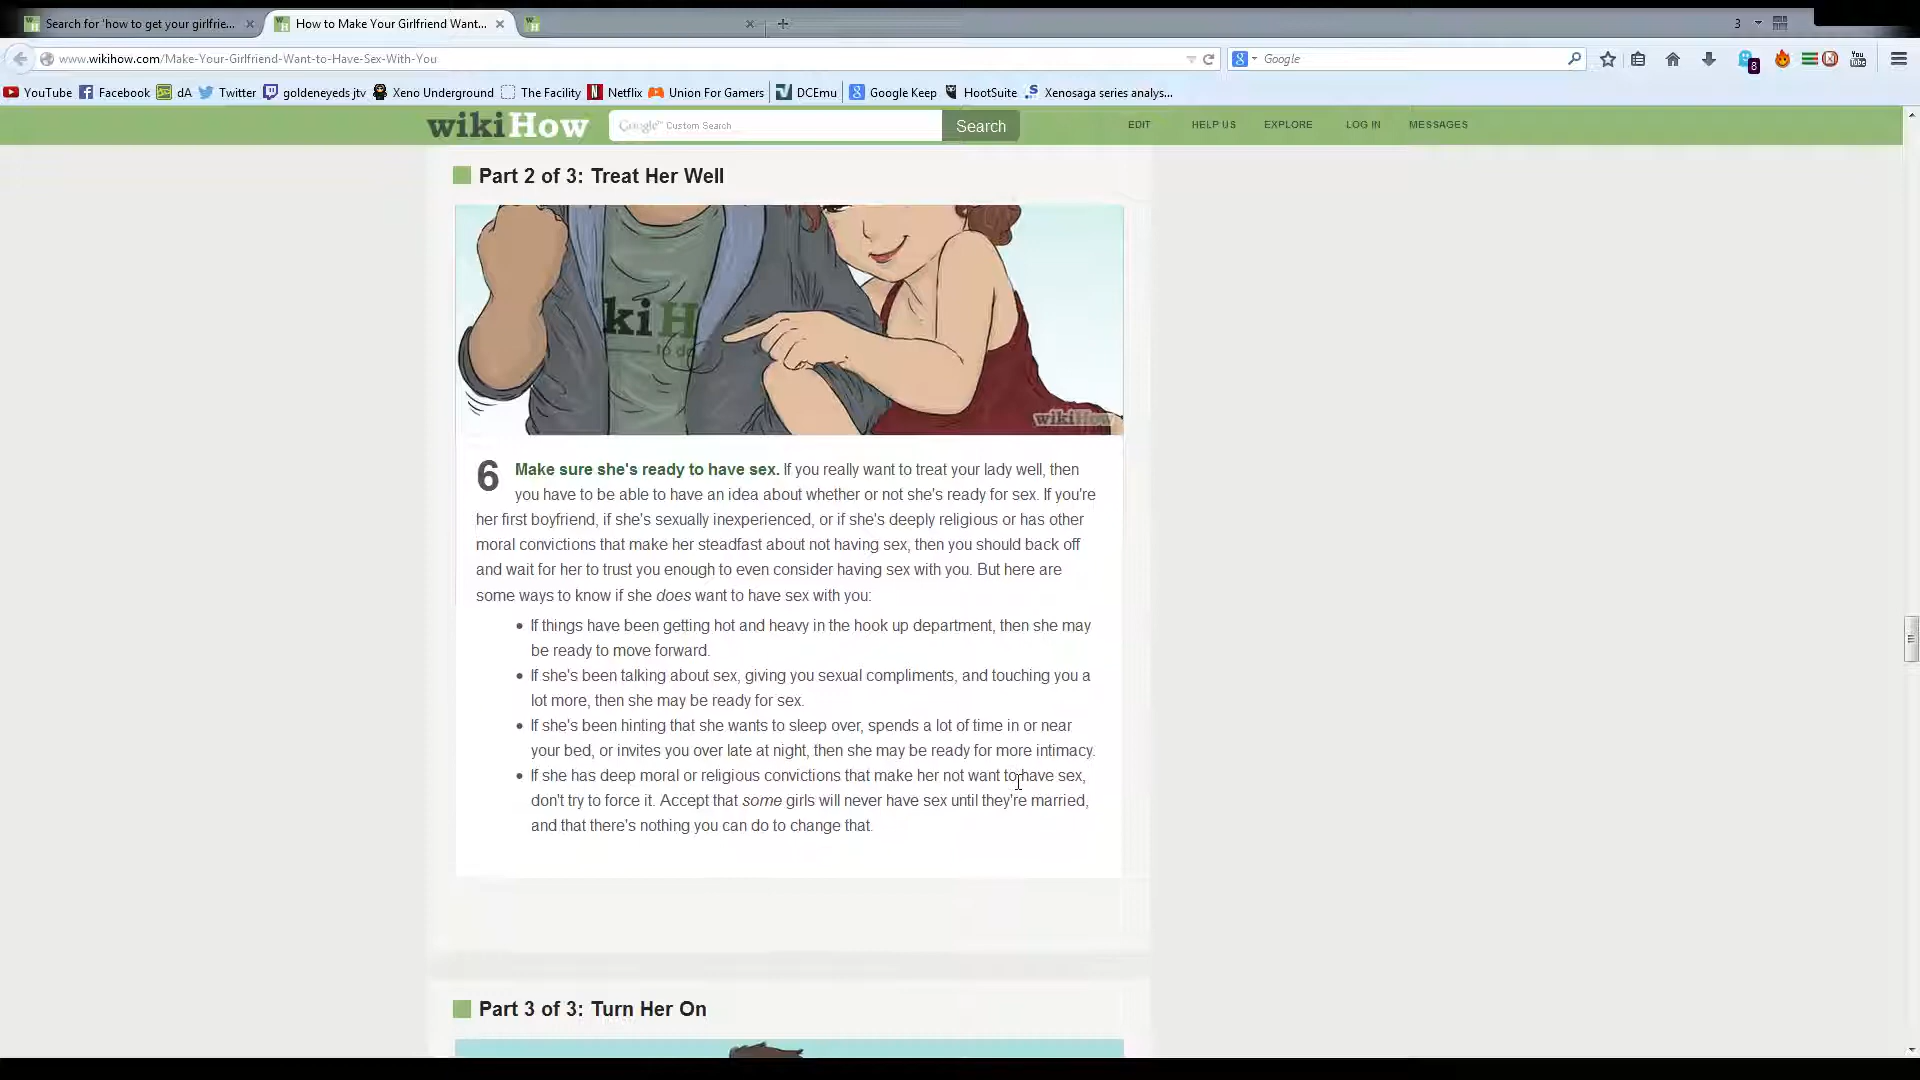 Search for 'how to get your girlfrie...
How to Make Your Girlfriend Want...
3
www.wikihow.com/Make-Your-Girlfriend-Want-to-Have-Sex-With-You
Google
8
You
YouTube
Facebook
dA
Twitter
goldeneyeds jtv
Xeno Underground
The Facility
Netflix
Union For Gamers
DCEmu
Google Keep
HootSuite
Xenosaga series analys...
wikiHow
Google™ Custom Search
Search
EDIT
HELP US
EXPLORE
LOG IN
MESSAGES
Part 2 of 3: Treat Her Well
ki H
to do
wikiHow
6 Make sure she's ready to have sex. If you really want to treat your lady well, then
you have to be able to have an idea about whether or not she's ready for sex. If you're
her first boyfriend, if she's sexually inexperienced, or if she's deeply religious or has other
moral convictions that make her steadfast about not having sex, then you should back off
and wait for her to trust you enough to even consider having sex with you. But here are
some ways to know if she does want to have sex with you:
• If things have been getting hot and heavy in the hook up department, then she may
be ready to move forward.
• If she's been talking about sex, giving you sexual compliments, and touching you a
lot more, then she may be ready for sex.
• If she's been hinting that she wants to sleep over, spends a lot of time in or near
your bed, or invites you over late at night, then she may be ready for more intimacy.
• If she has deep moral or religious convictions that make her not want to have sex,
don't try to force it. Accept that some girls will never have sex until they're married,
and that there's nothing you can do to change that.
Part 3 of 3: Turn Her On